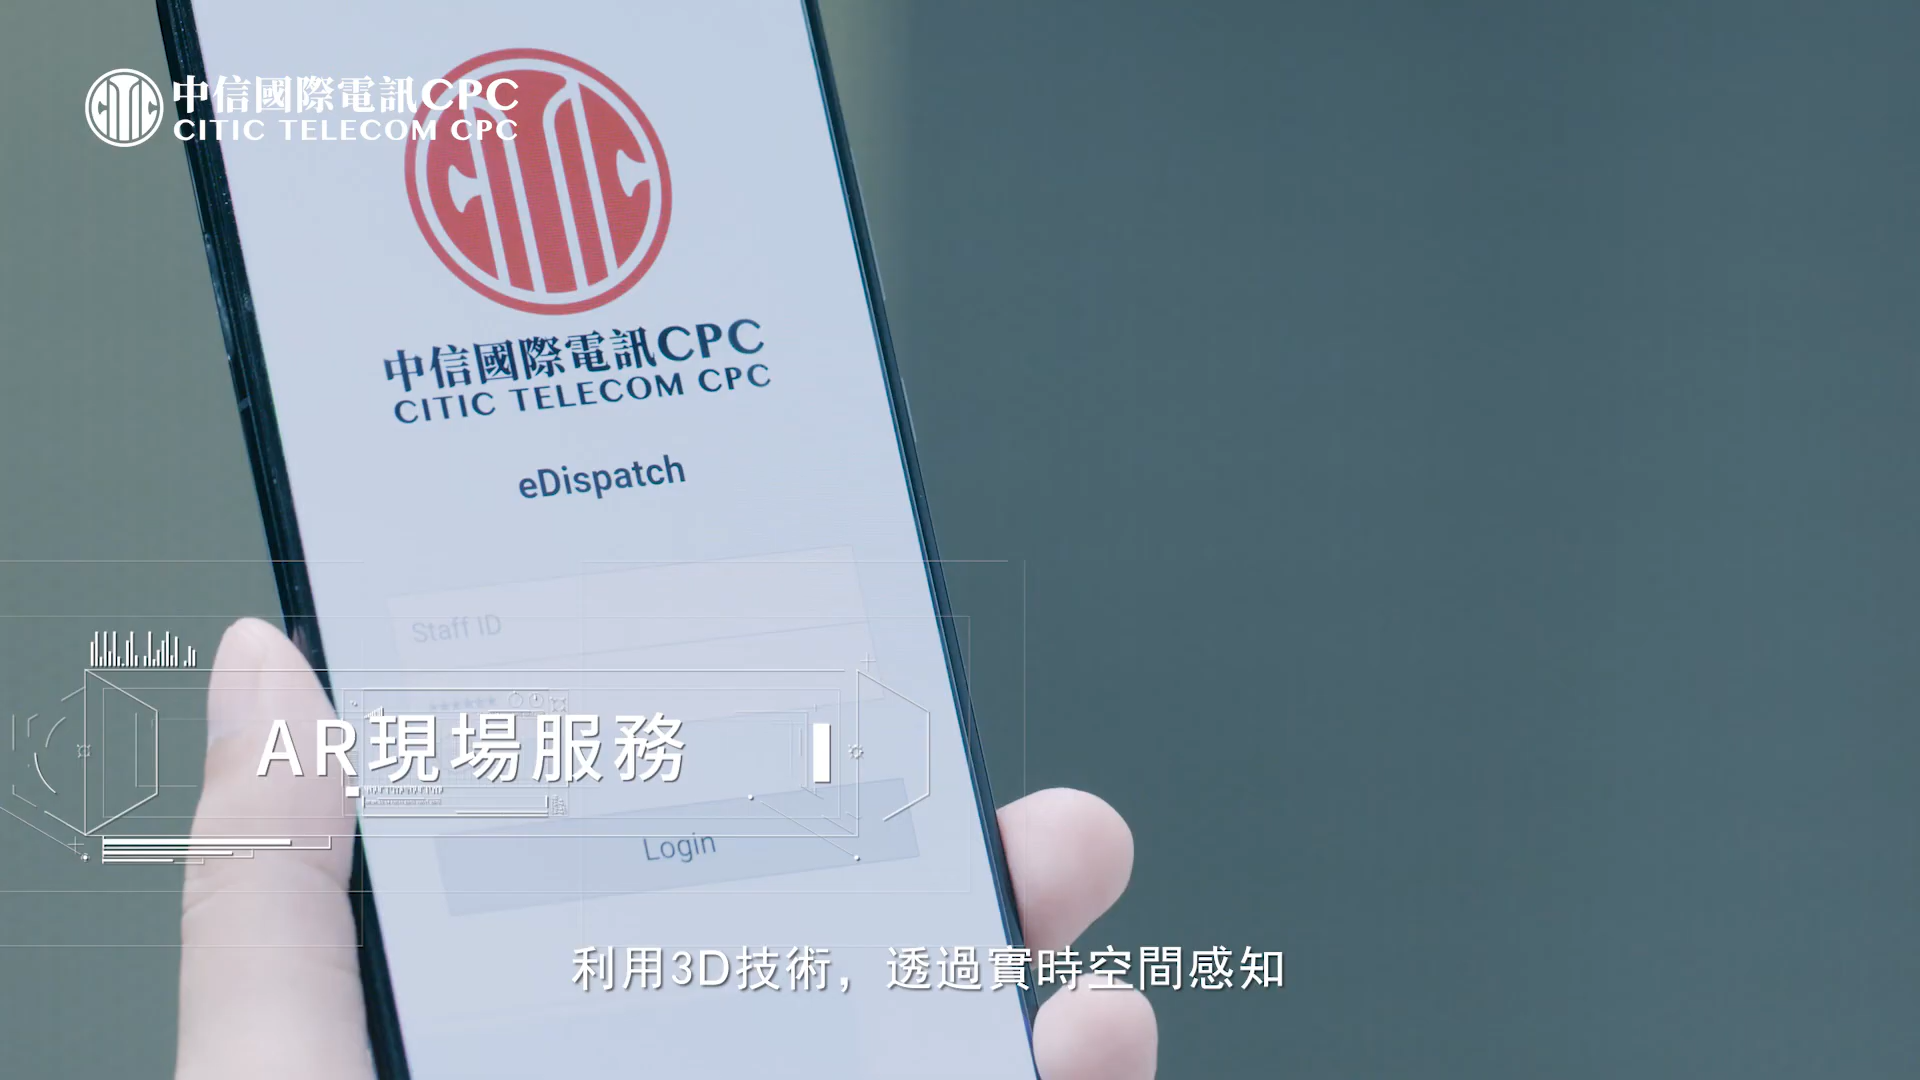 中信國際電訊CPC
CITIC TELECOM CPC
CITIC
中信國際電訊CPC
CITIC TELECOM CPC
eDispatch
Staff ID
******
AR現場服務
Login
利用3D技術，透過實時空間感知